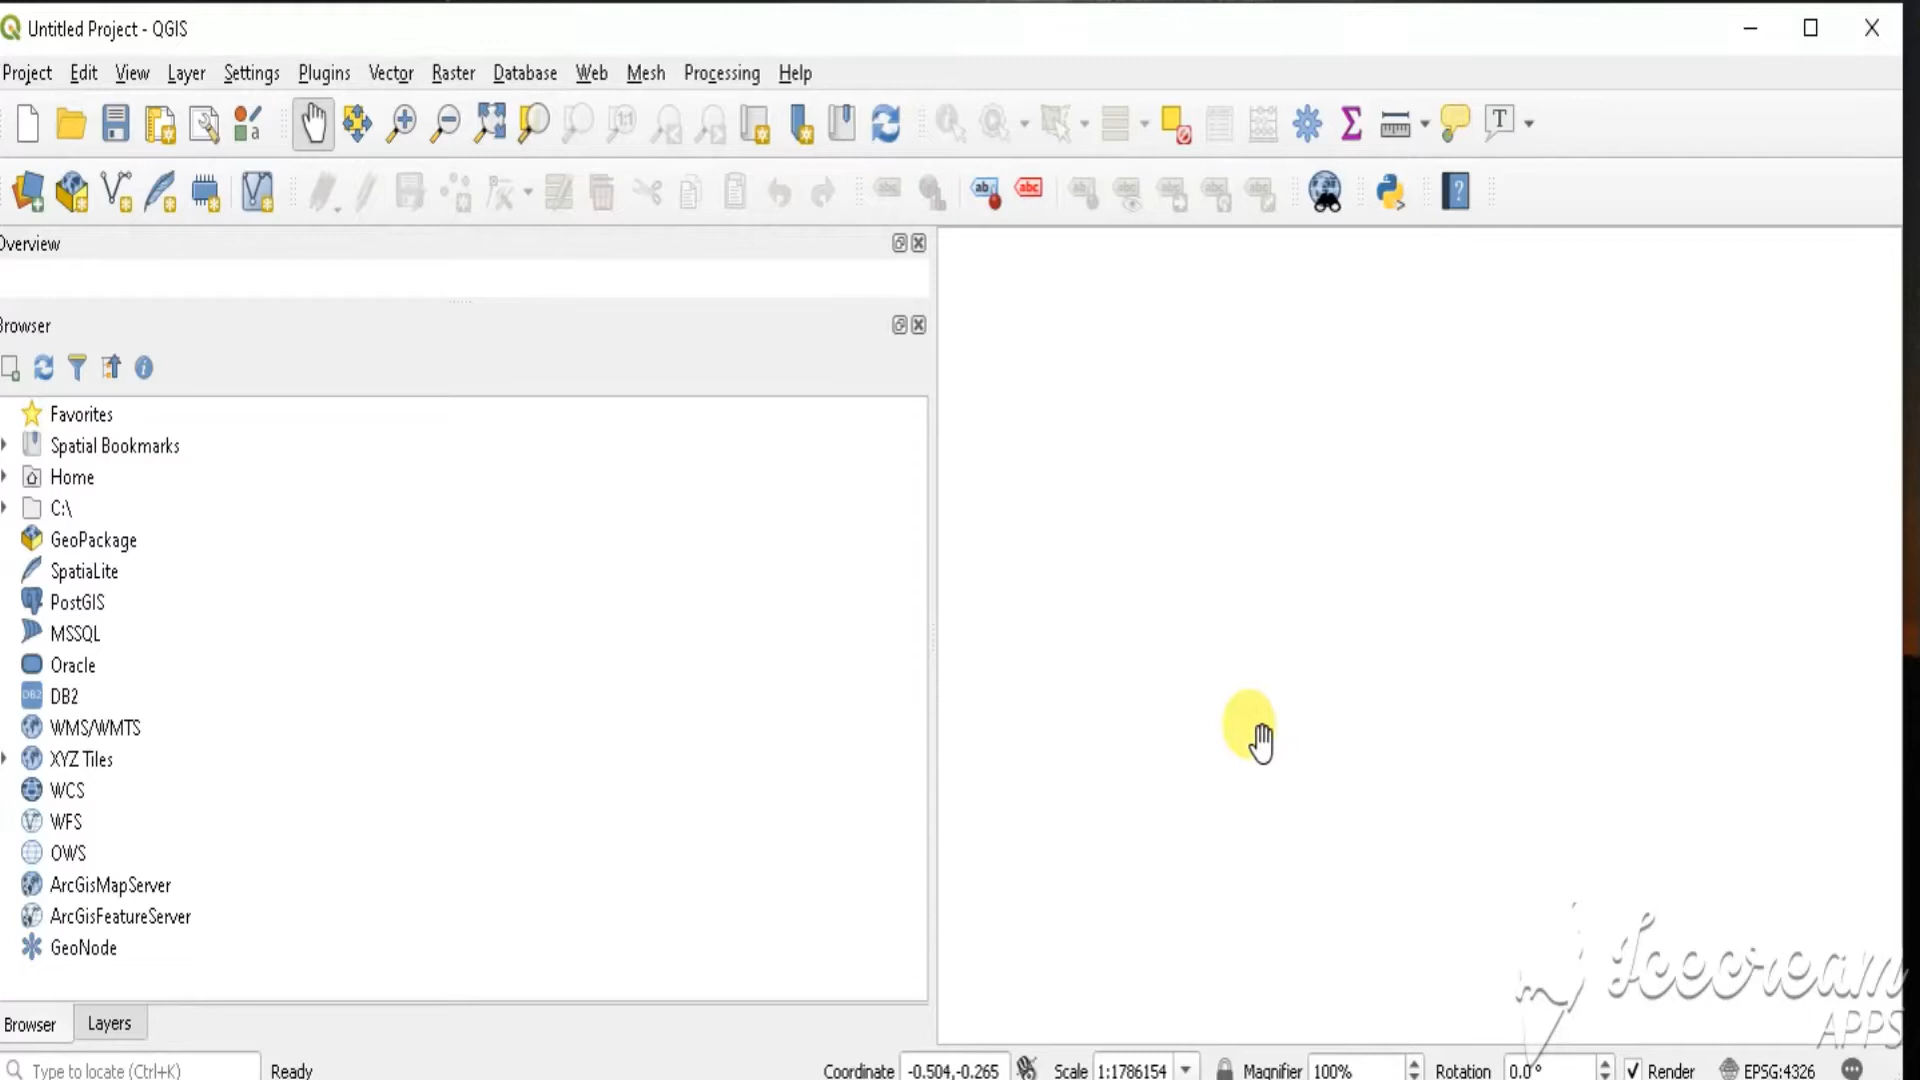 Untitled Project - QGIS
Project Edit View Layer Settings Plugins Vector Raster Database Web Mesh Processing Help
Overview
Browser
Favorites
Spatial Bookmarks
Home
C:\
GeoPackage
SpatiaLite
PostGIS
MSSQL
Oracle
DB2 DB2
WMS/WMTS
XYZ Tiles
WCS
WFS
OWS
ArcGisMapServer
ArcGisFeatureServer
GeoNode
Icecream
APPS
Browser Layers
Type to locate (Ctrl+K) Ready Coordinate -0.504,-0.265 Scale 1:1786154 Magnifier 100% Rotation 0.0° Render EPSG:4326